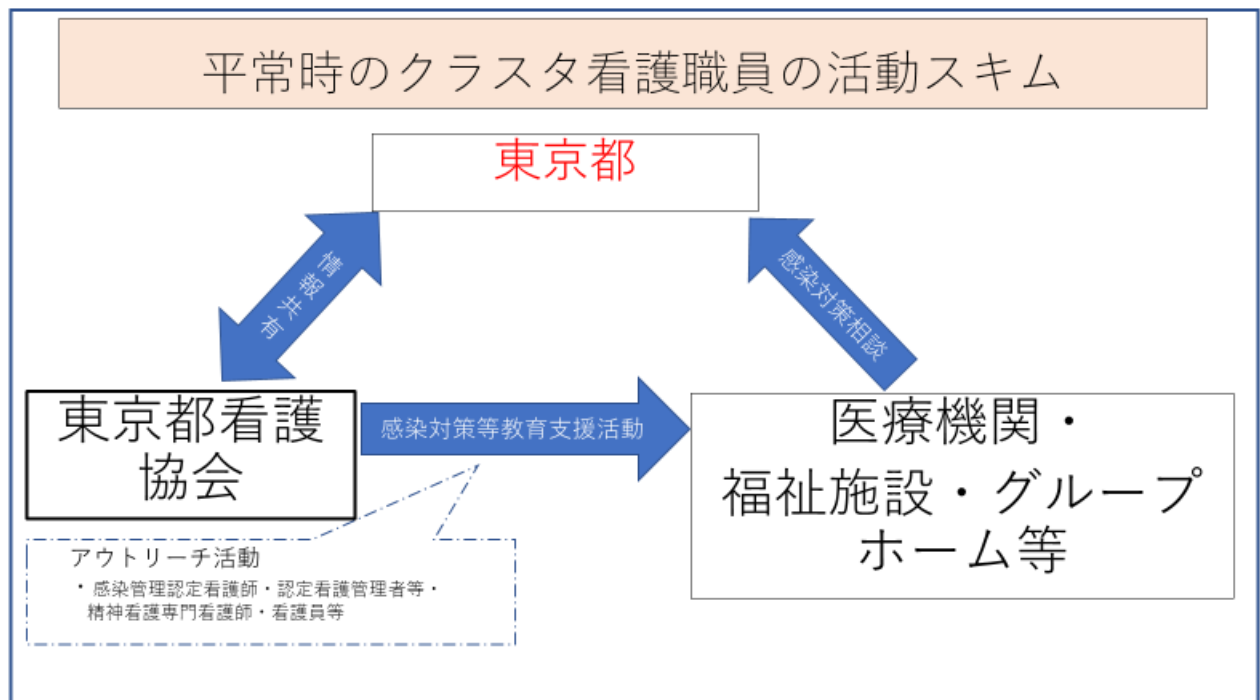 平常時のクラスタ看護職員の活動スキム
東京都
情報共有
感染対策相談
東京都看護
協会
感染対策等教育支援活動
医療機関・
福祉施設・グループ
ホーム等
アウトリーチ活動
・感染管理認定看護師・認定看護管理者等・
精神看護専門看護師・看護員等